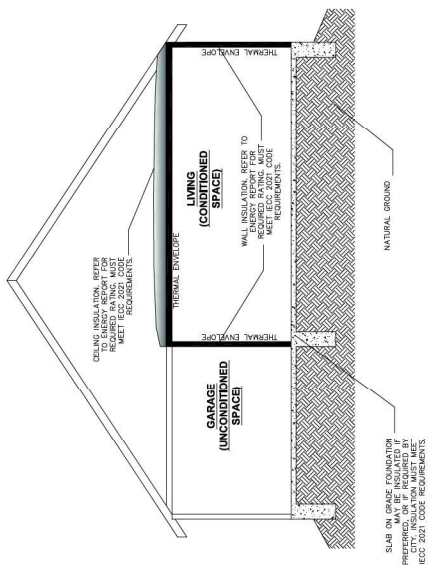 CEILING INSULATION. REFER
TO ENERGY REPORT FOR
REQUIRED RATING. MUST
MEET IECC 2021 CODE
REQUIREMENTS.
THERMAL ENVELOPE
THERMAL ENVELOPE
THERMAL ENVELOPE
LIVING
(CONDITIONED
SPACE)
WALL INSULATION. REFER TO
ENERGY REPORT FOR
REQUIRED RATING. MUST
MEET IECC 2021 CODE
REQUIREMENTS.
GARAGE
(UNCONDITIONED
SPACE)
NATURAL GROUND
SLAB ON GRADE FOUNDATION
MAY BE INSULATED IF
PREFERRED, OR IF REQUIRED BY
CITY. INSULATION MUST MEET
IECC 2021 CODE REQUIREMENTS.